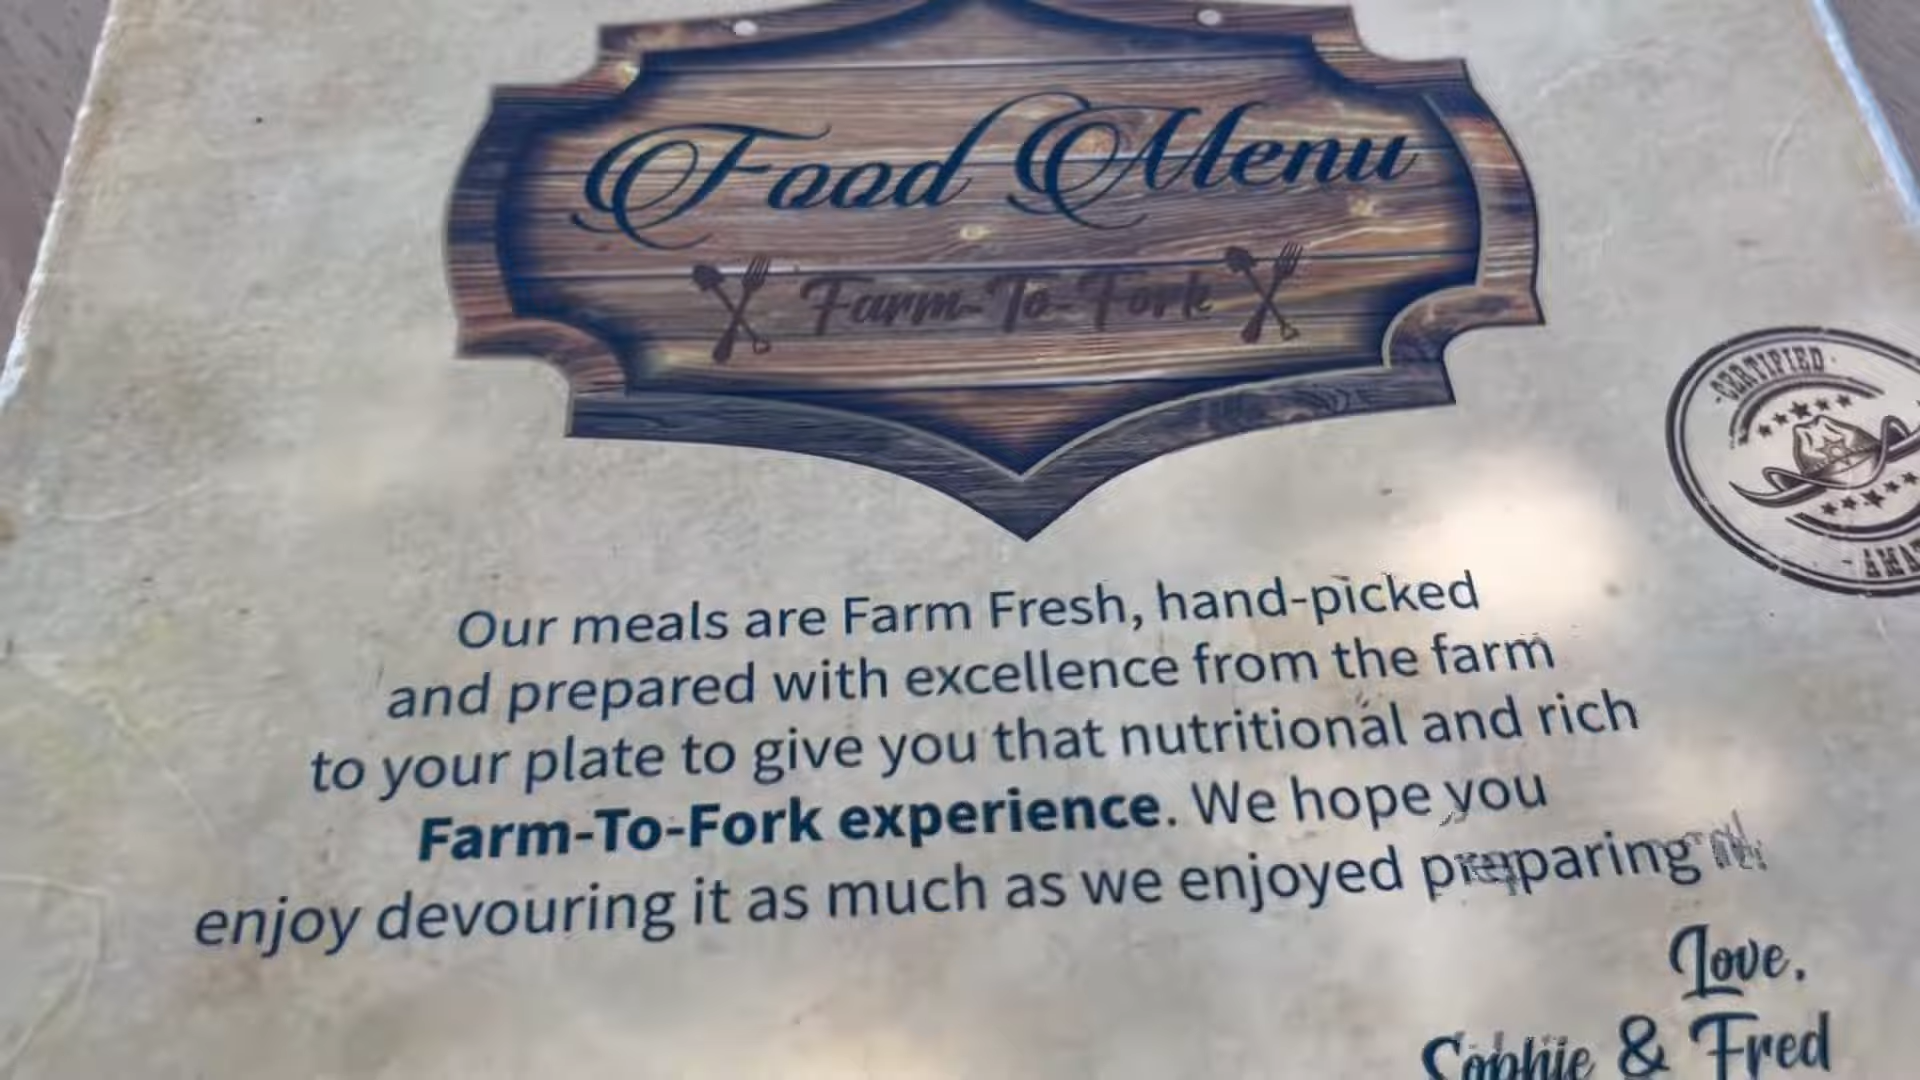 Food Menu
Farm-To-Fork
CERTIFIED
Our meals are Farm Fresh, hand-picked
and prepared with excellence from the farm
to your plate to give you that nutritional and rich
Farm-To-Fork experience. We hope you
enjoy devouring it as much as we enjoyed preparing
Love,
Sophie & Fred